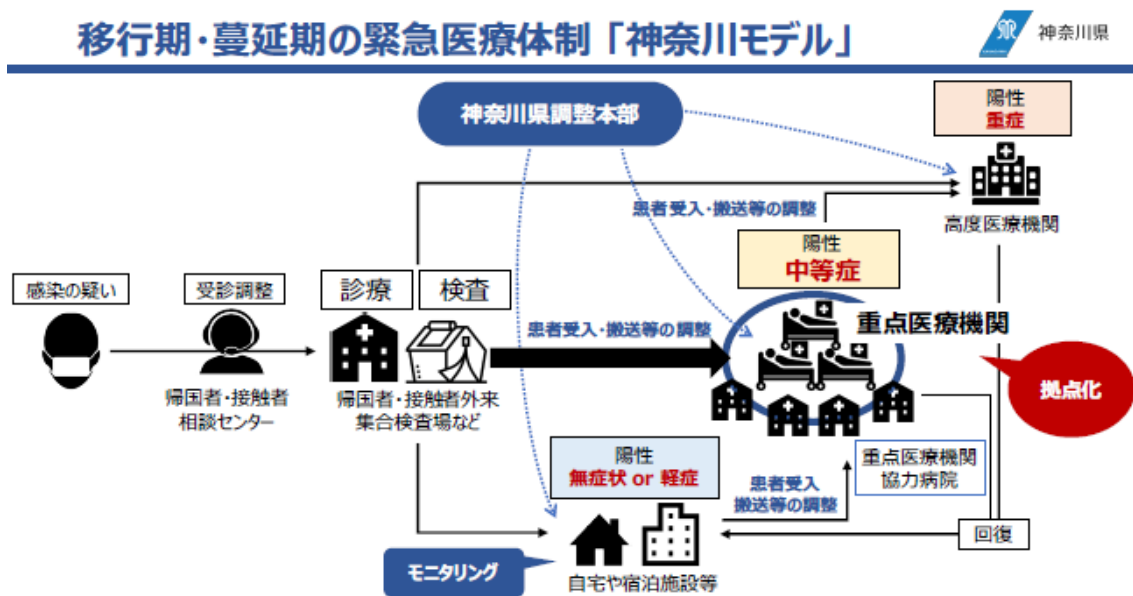 移行期・蔓延期の緊急医療体制「神奈川モデル」
神奈川県
神奈川県調整本部
陽性
重症
高度医療機関
患者受入・搬送等の調整
陽性
中等症
感染の疑い
受診調整
診療
検査
患者受入・搬送等の調整
重点医療機関
拠点化
帰国者・接触者
相談センター
帰国者・接触者外来
集合検査場など
陽性
無症状 or 軽症
患者受入
搬送等の調整
重点医療機関
協力病院
回復
モニタリング
自宅や宿泊施設等